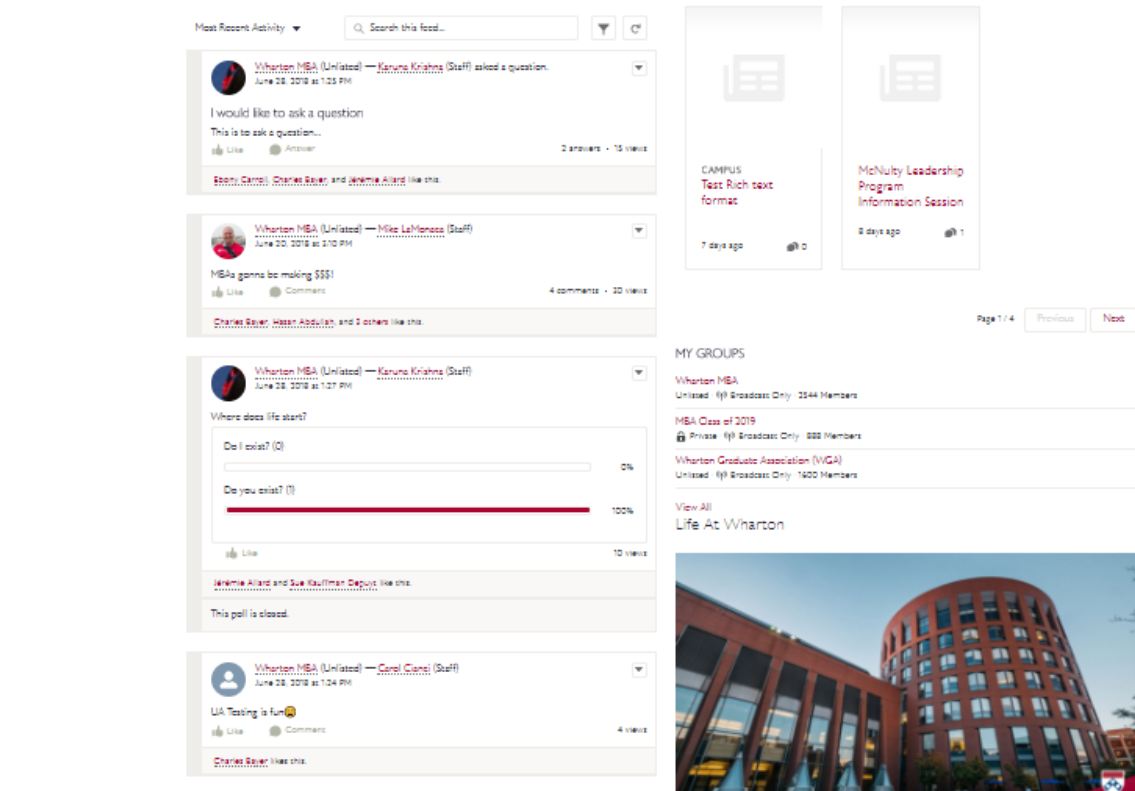 Most Recent Activity
Search this feed...
Wharton MBA (Unlisted) — Karuna Krishna (Staff) asked a question.
June 28, 2018 at 1:25 PM
I would like to ask a question
This is to ask a question...
Like Answer 2 answers · 15 views
Ebony Carroll, Charles Bayer, and Jérémie Allard like this.
Wharton MBA (Unlisted) — Mike LaMonaca (Staff)
June 20, 2018 at 3:10 PM
MBAs gonna be making $$$!
Like Comment 4 comments · 30 views
Charles Bayer, Hasan Abdullah, and 3 others like this.
Wharton MBA (Unlisted) — Karuna Krishna (Staff)
June 28, 2018 at 1:27 PM
Where does life start?
Do I exist? (0)
0%
Do you exist? (1)
100%
Like 10 views
Jérémie Allard and Sue Kauffman Depuyt like this.
This poll is closed.
Wharton MBA (Unlisted) — Carol Cianci (Staff)
June 28, 2018 at 1:24 PM
UA Testing is fun😩
Like Comment 4 views
Charles Bayer likes this.
CAMPUS
Test Rich text
format
7 days ago 0
McNulty Leadership
Program
Information Session
8 days ago 1
Page 1 / 4 Previous Next
MY GROUPS
Wharton MBA
Unlisted Broadcast Only 3544 Members
MBA Class of 2019
Private Broadcast Only 888 Members
Wharton Graduate Association (WGA)
Unlisted Broadcast Only 1600 Members
View All
Life At Wharton